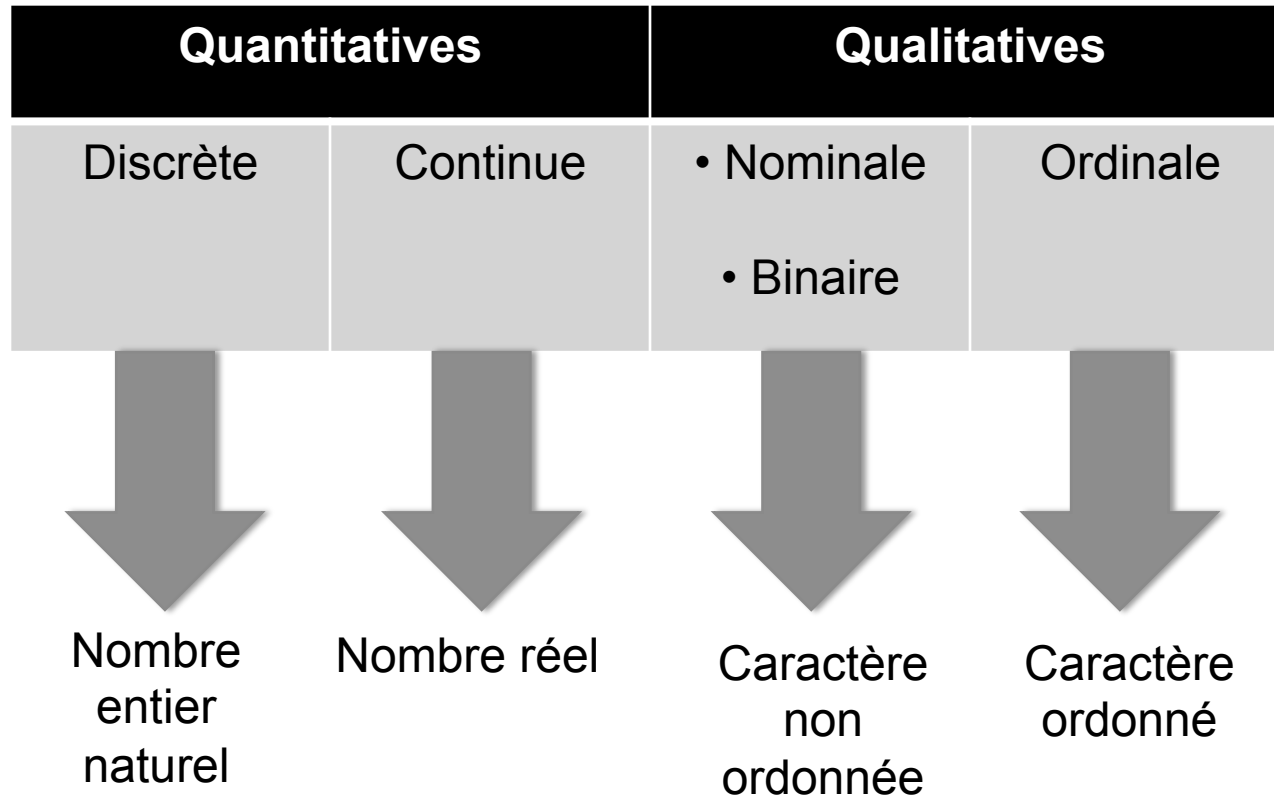 Quantitatives
Qualitatives
Discrète
Continue
• Nominale
• Binaire
Ordinale
Nombre
entier
naturel
Nombre réel
Caractère
non
ordonnée
Caractère
ordonné